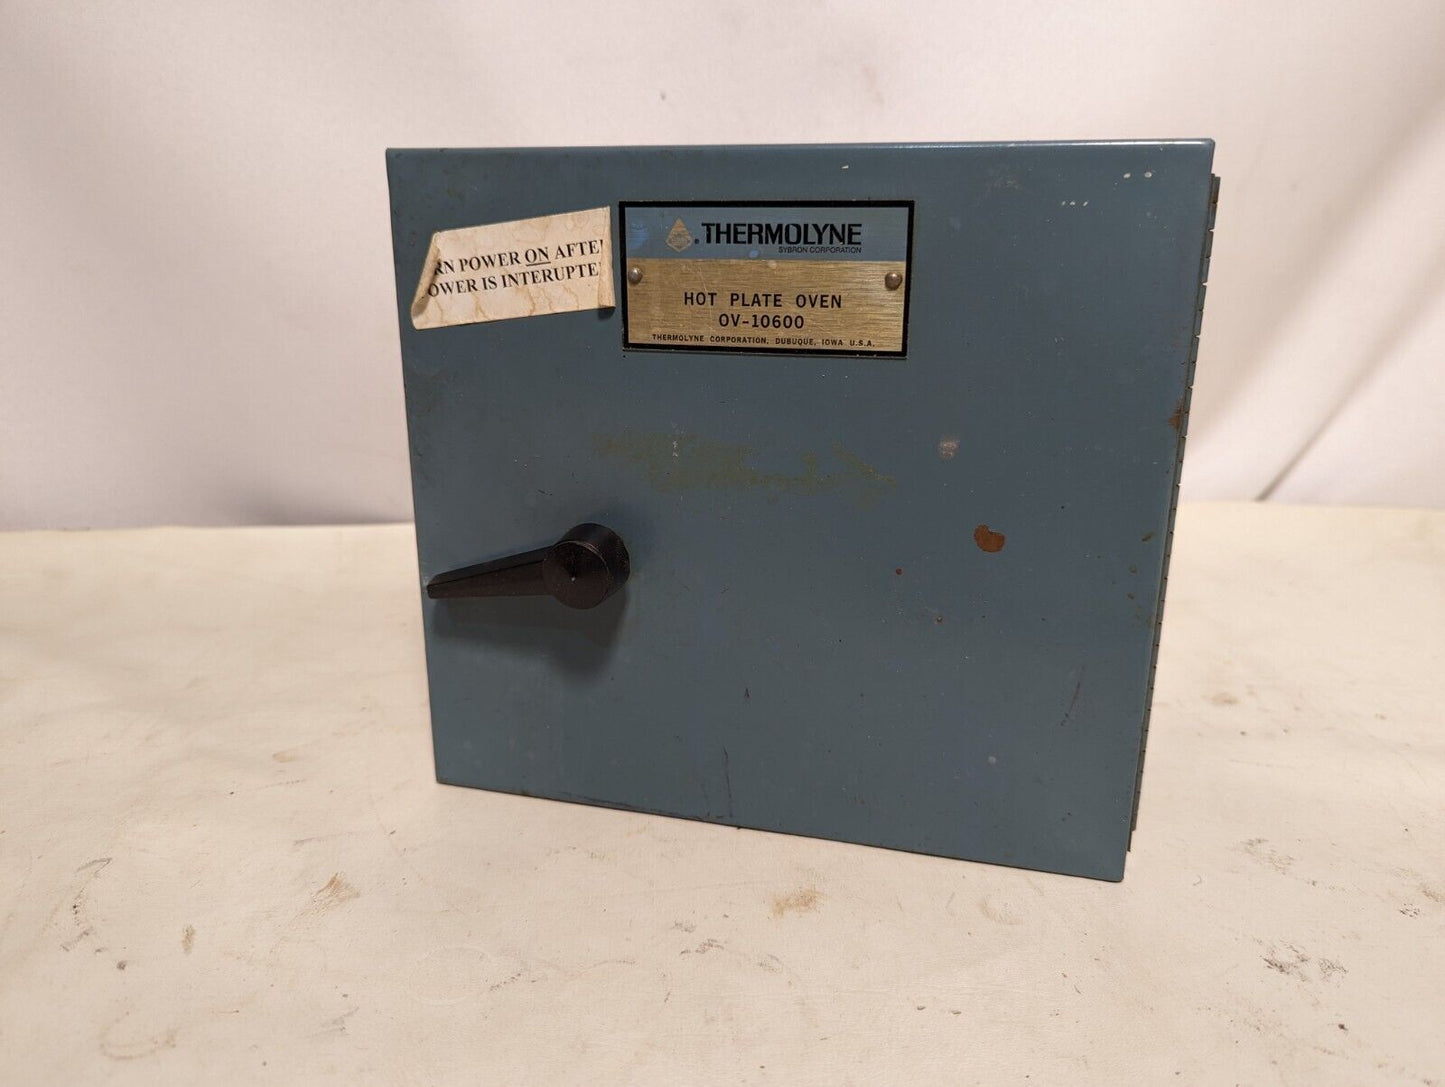 RN POWER ON AFTE
OWER IS INTERUPTE
THERMOLYNE
SYBRON CORPORATION
HOT PLATE OVEN
OV-10600
THERMOLYNE CORPORATION, DUBUQUE, IOWA U.S.A.